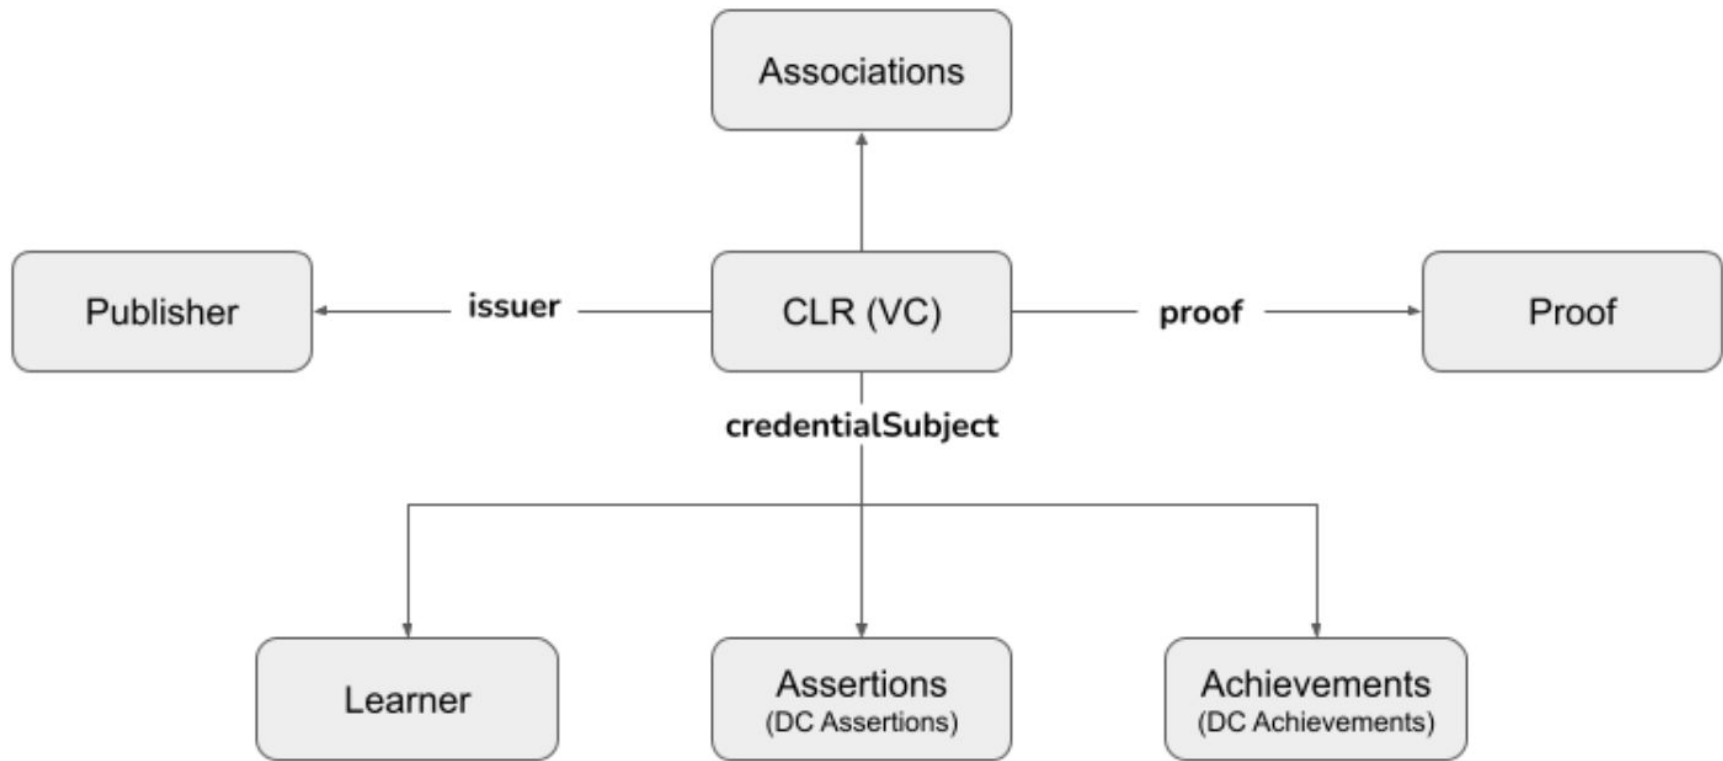 Associations
Publisher
issuer
CLR (VC)
proof
Proof
credentialSubject
Learner
Assertions
(DC Assertions)
Achievements
(DC Achievements)